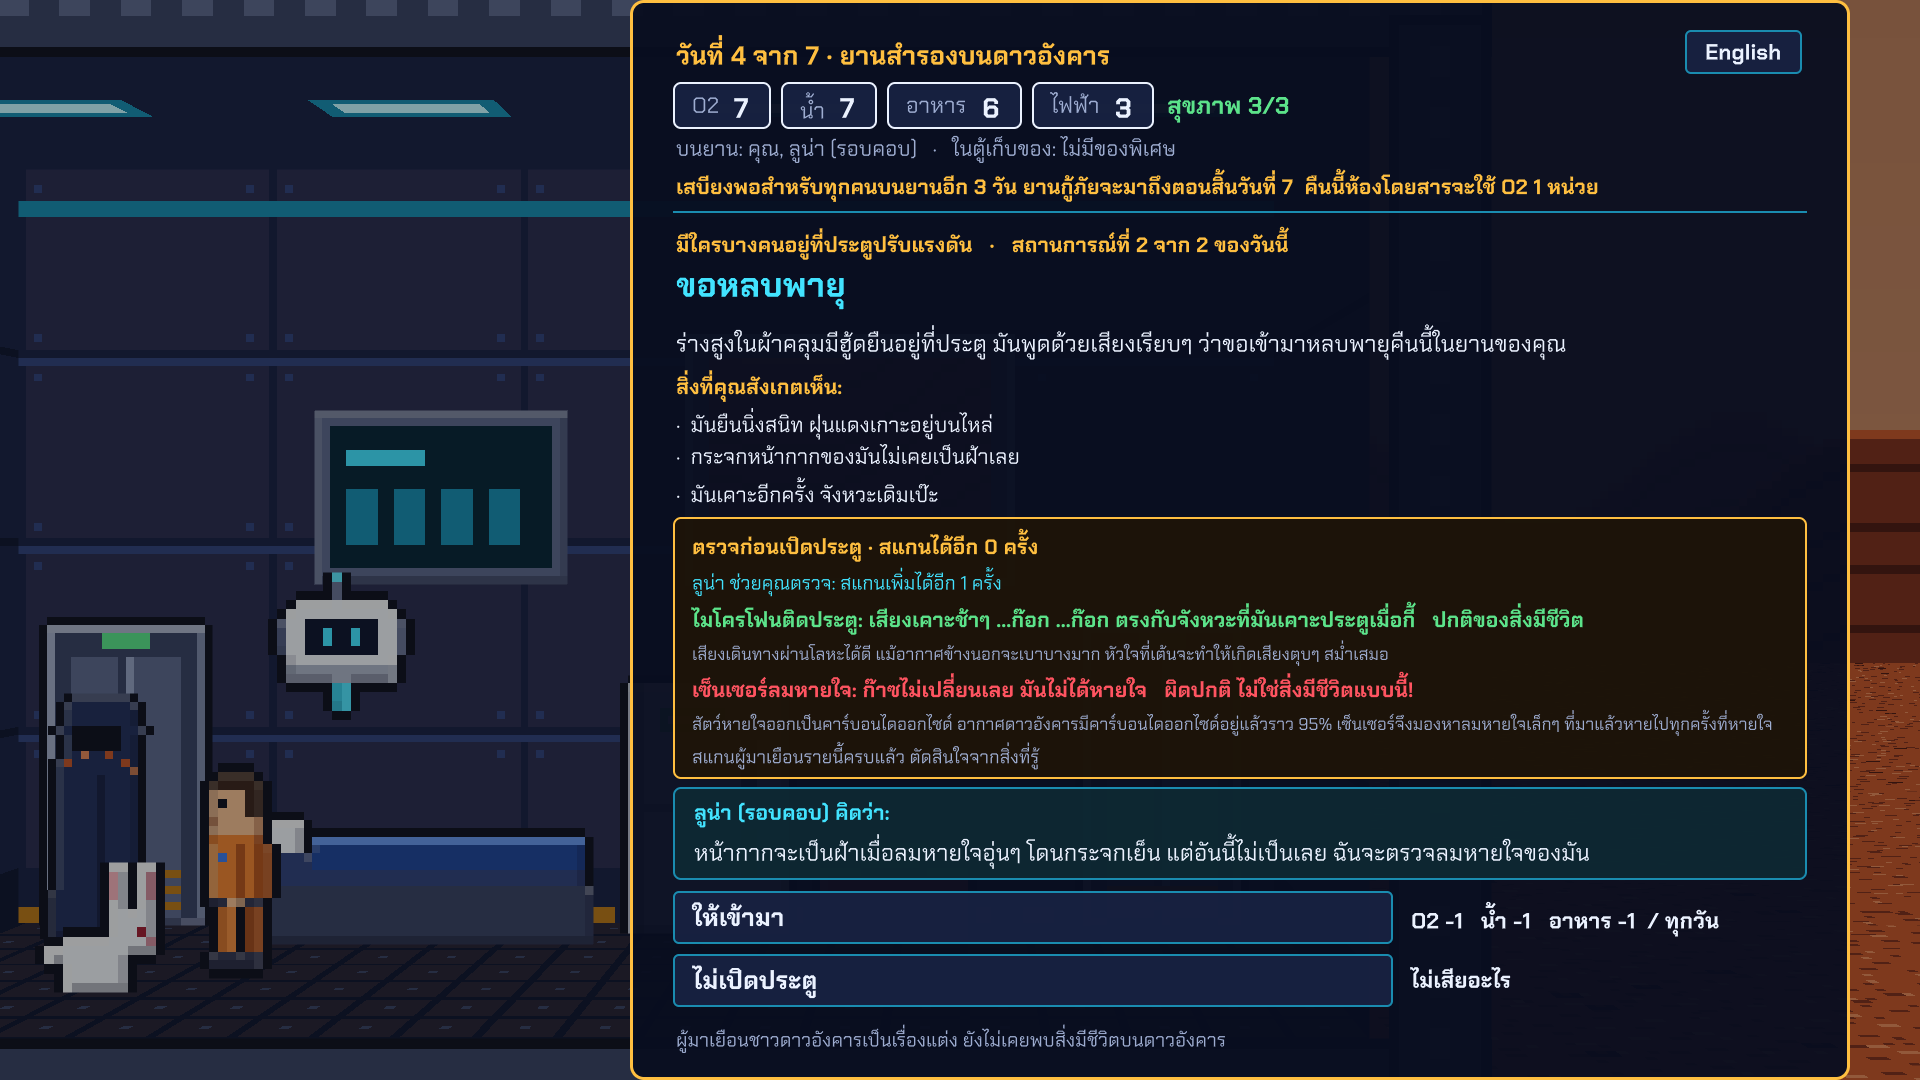 วันที่ 4 จาก 7 · ยานสำรองบนดาวอังคาร
English
O2 7 น้ำ 7 อาหาร 6 ไฟฟ้า 3 สุขภาพ 3/3
บนยาน: คุณ, ลูน่า (รอบคอบ) · ในตู้เก็บของ: ไม่มีของพิเศษ
เสบียงพอสำหรับทุกคนบนยานอีก 3 วัน ยานกู้ภัยจะมาถึงตอนสิ้นวันที่ 7 คืนนี้ห้องโดยสารจะใช้ O2 1 หน่วย
มีใครบางคนอยู่ที่ประตูปรับแรงดัน · สถานการณ์ที่ 2 จาก 2 ของวันนี้
ขอหลบพายุ
ร่างสูงในผ้าคลุมมีฮู้ดยืนอยู่ที่ประตู มันพูดด้วยเสียงเรียบๆ ว่าขอเข้ามาหลบพายุคืนนี้ในยานของคุณ
สิ่งที่คุณสังเกตเห็น:
· มันยืนนิ่งสนิท ฝุ่นแดงเกาะอยู่บนไหล่
· กระจกหน้ากากของมันไม่เคยเป็นฝ้าเลย
· มันเคาะอีกครั้ง จังหวะเดิมเป๊ะ
ตรวจก่อนเปิดประตู · สแกนได้อีก 0 ครั้ง
ลูน่า ช่วยคุณตรวจ: สแกนเพิ่มได้อีก 1 ครั้ง
ไมโครโฟนติดประตู: เสียงเคาะช้าๆ ...ก๊อก ...ก๊อก ตรงกับจังหวะที่มันเคาะประตูเมื่อกี้ ปกติของสิ่งมีชีวิต
เสียงเดินทางผ่านโลหะได้ดี แม้อากาศข้างนอกจะเบาบางมาก หัวใจที่เต้นจะทำให้เกิดเสียงตุบๆ สม่ำเสมอ
เซ็นเซอร์ลมหายใจ: ก๊าซไม่เปลี่ยนเลย มันไม่ได้หายใจ ผิดปกติ ไม่ใช่สิ่งมีชีวิตแบบนี้!
สัตว์หายใจออกเป็นคาร์บอนไดออกไซด์ อากาศดาวอังคารมีคาร์บอนไดออกไซด์อยู่แล้วราว 95% เซ็นเซอร์จึงมองหาลมหายใจเล็กๆ ที่มาแล้วหายไปทุกครั้งที่หายใจ
สแกนผู้มาเยือนรายนี้ครบแล้ว ตัดสินใจจากสิ่งที่รู้
ลูน่า (รอบคอบ) คิดว่า:
หน้ากากจะเป็นฝ้าเมื่อลมหายใจอุ่นๆ โดนกระจกเย็น แต่อันนี้ไม่เป็นเลย ฉันจะตรวจลมหายใจของมัน
ให้เข้ามา
O2 -1 น้ำ -1 อาหาร -1 / ทุกวัน
ไม่เปิดประตู
ไม่เสียอะไร
ผู้มาเยือนชาวดาวอังคารเป็นเรื่องแต่ง ยังไม่เคยพบสิ่งมีชีวิตบนดาวอังคาร